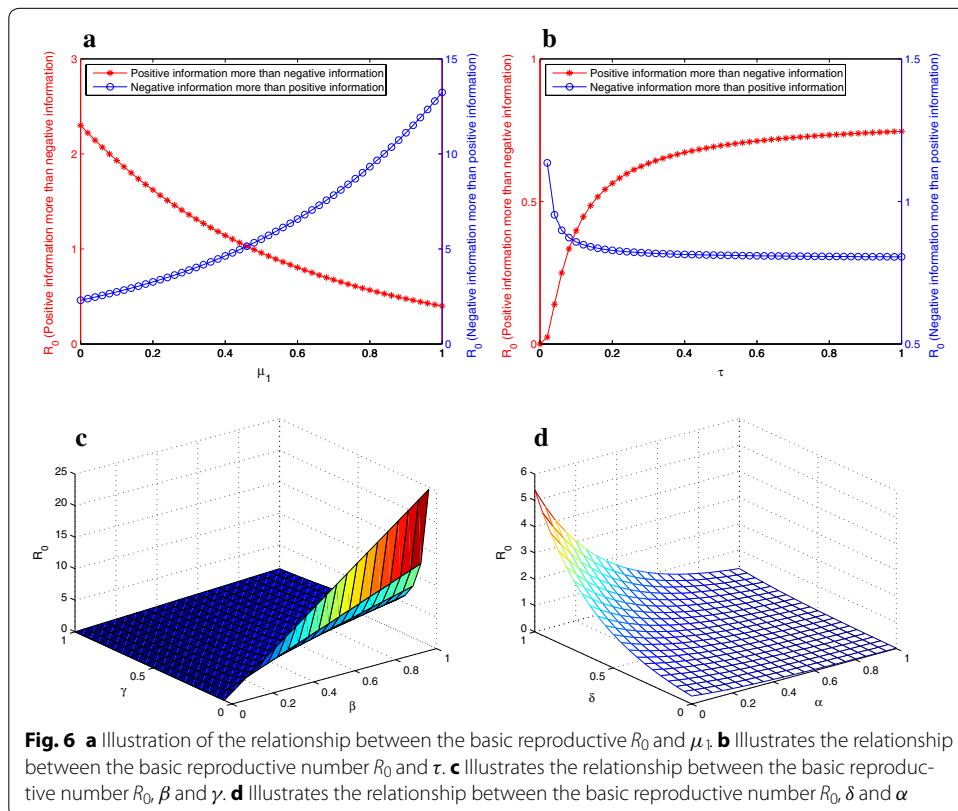 a
R0 (Positive information more than negative information)
3
2
1
0
Positive information more than negative information
Negative information more than positive information
15
10
5
0
R0 (Negative information more than positive information)
0 0.2 0.4 0.6 0.8 1
μ1
b
R0 (Positive information more than negative information)
1
0.5
0
Positive information more than negative information
Negative information more than positive information
1.5
1
0.5
R0 (Negative information more than positive information)
0 0.2 0.4 0.6 0.8 1
τ
c
R0
25
20
15
10
5
0
1
0.5
0
γ
0
0.2
0.4
0.6
0.8
1
β
d
R0
6
5
4
3
2
1
0
1
0.5
0
δ
0
0.2
0.4
0.6
0.8
1
α
Fig. 6 a Illustration of the relationship between the basic reproductive R0 and μ1. b Illustrates the relationship
between the basic reproductive number R0 and τ. c Illustrates the relationship between the basic reproduc-
tive number R0, β and γ. d Illustrates the relationship between the basic reproductive number R0, δ and α